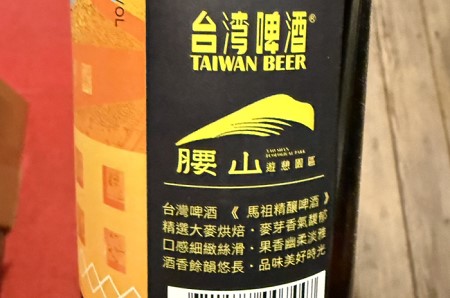 台湾啤酒®
TAIWAN BEER
腰山
遊憩園區
台灣啤酒《馬祖精釀啤酒》
精選大麥烘焙・麥芽香氣馥郁
口感細緻絲滑・果香幽柔淡雅
酒香餘韻悠長・品味美好時光